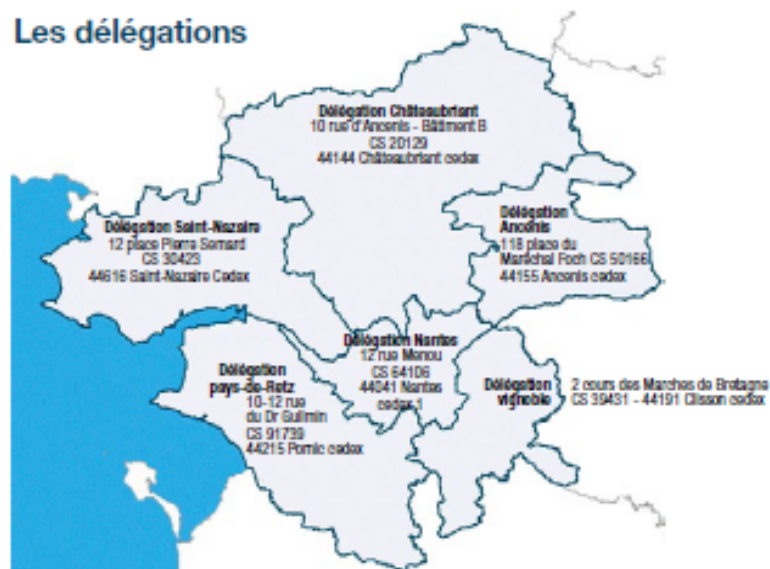 Les délégations
Délégation Châteaubriant
10 rue d'Ancenis - Bâtiment B
CS 20129
44144 Châteaubriant cedex
Délégation Saint-Nazaire
12 place Pierre Semard
CS 30423
44616 Saint-Nazaire Cedex
Délégation
Ancenis
118 place du
Maréchal Foch CS 50166
44155 Ancenis cedex
Délégation Nantes
12 rue Menou
CS 64106
44041 Nantes
cedex 1
Délégation
pays-de-Retz
10-12 rue
du Dr Guilmin
CS 91739
44215 Pornic cedex
Délégation
vignoble
2 cours des Marches de Bretagne
CS 39431 - 44191 Clisson cedex